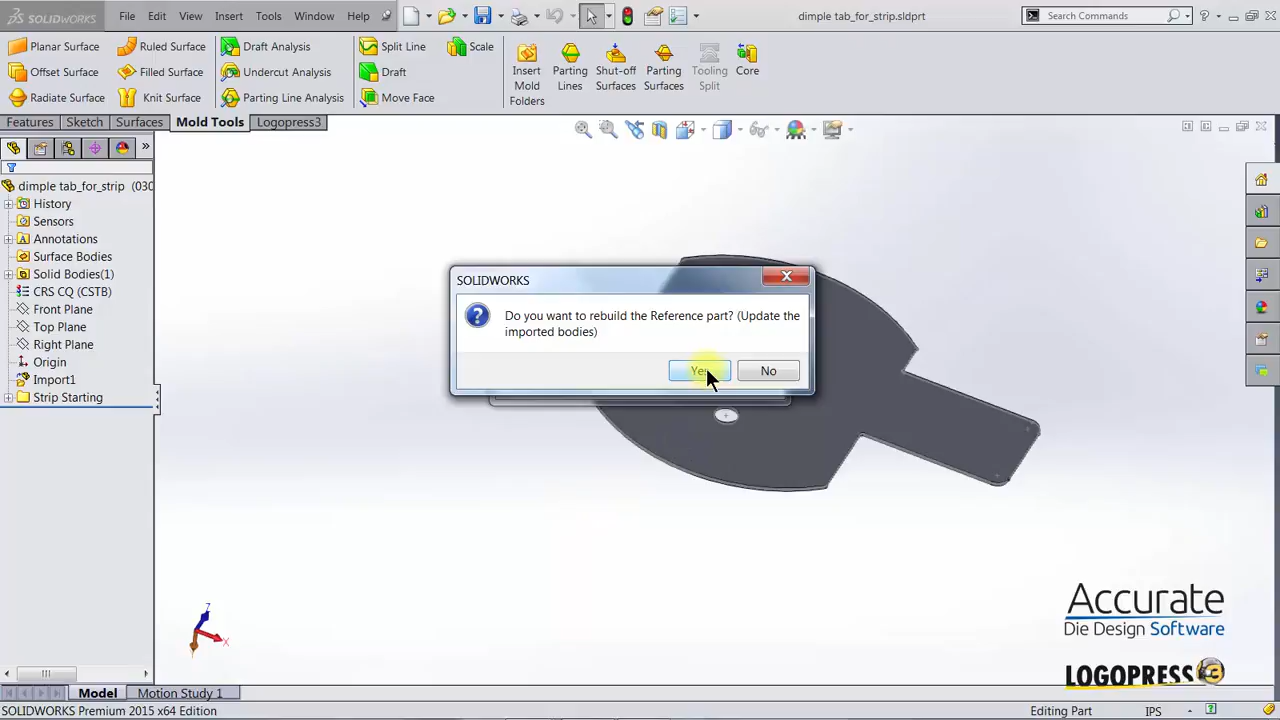 SOLIDWORKS
File Edit View Insert Tools Window Help
dimple tab_for_strip.sldprt
Search Commands
Planar Surface
Ruled Surface
Draft Analysis
Split Line
Scale
Offset Surface
Filled Surface
Undercut Analysis
Draft
Radiate Surface
Knit Surface
Parting Line Analysis
Move Face
Insert Mold Folders
Parting Lines
Shut-off Surfaces
Parting Surfaces
Tooling Split
Core
Features Sketch Surfaces Mold Tools Logopress3
dimple tab_for_strip (030
History
Sensors
Annotations
Surface Bodies
Solid Bodies(1)
CRS CQ (CSTB)
Front Plane
Top Plane
Right Plane
Origin
Import1
Strip Starting
SOLIDWORKS
Do you want to rebuild the Reference part? (Update the
imported bodies)
Yes No
Z
X
Accurate
Die Design Software
LOGOPRESS3
Model Motion Study 1
SOLIDWORKS Premium 2015 x64 Edition
Editing Part
IPS